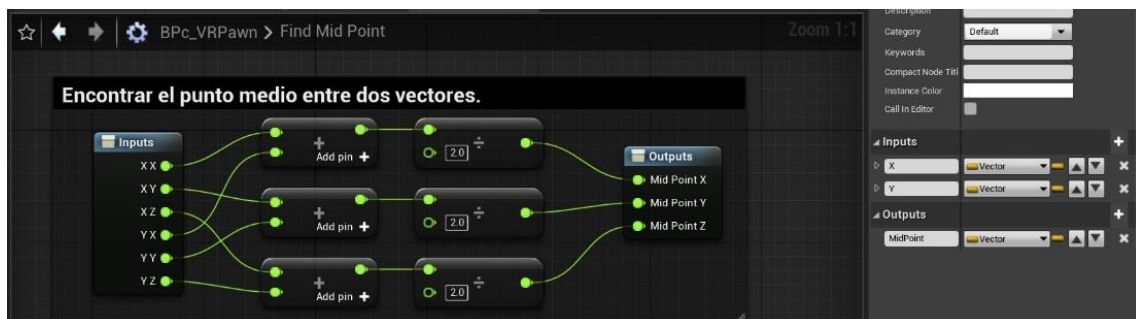 BPc_VRPawn > Find Mid Point
Zoom 1:1
Encontrar el punto medio entre dos vectores.
Inputs
X X
X Y
X Z
Y X
Y Y
Y Z
+
Add pin +
÷
2.0
+
Add pin +
÷
2.0
+
Add pin +
÷
2.0
Outputs
Mid Point X
Mid Point Y
Mid Point Z
Description
Category
Default
Keywords
Compact Node Titl
Instance Color
Call In Editor
Inputs
X
Vector
Y
Vector
Outputs
MidPoint
Vector